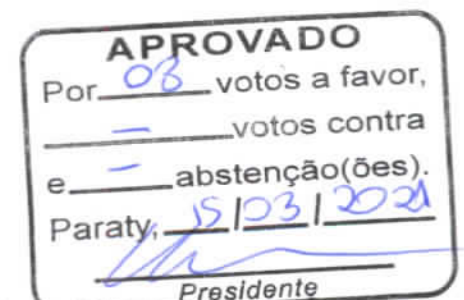 APROVADO
Por 08 votos a favor,
— votos contra
e — abstenção(ões).
Paraty, 15/03/2021
Presidente